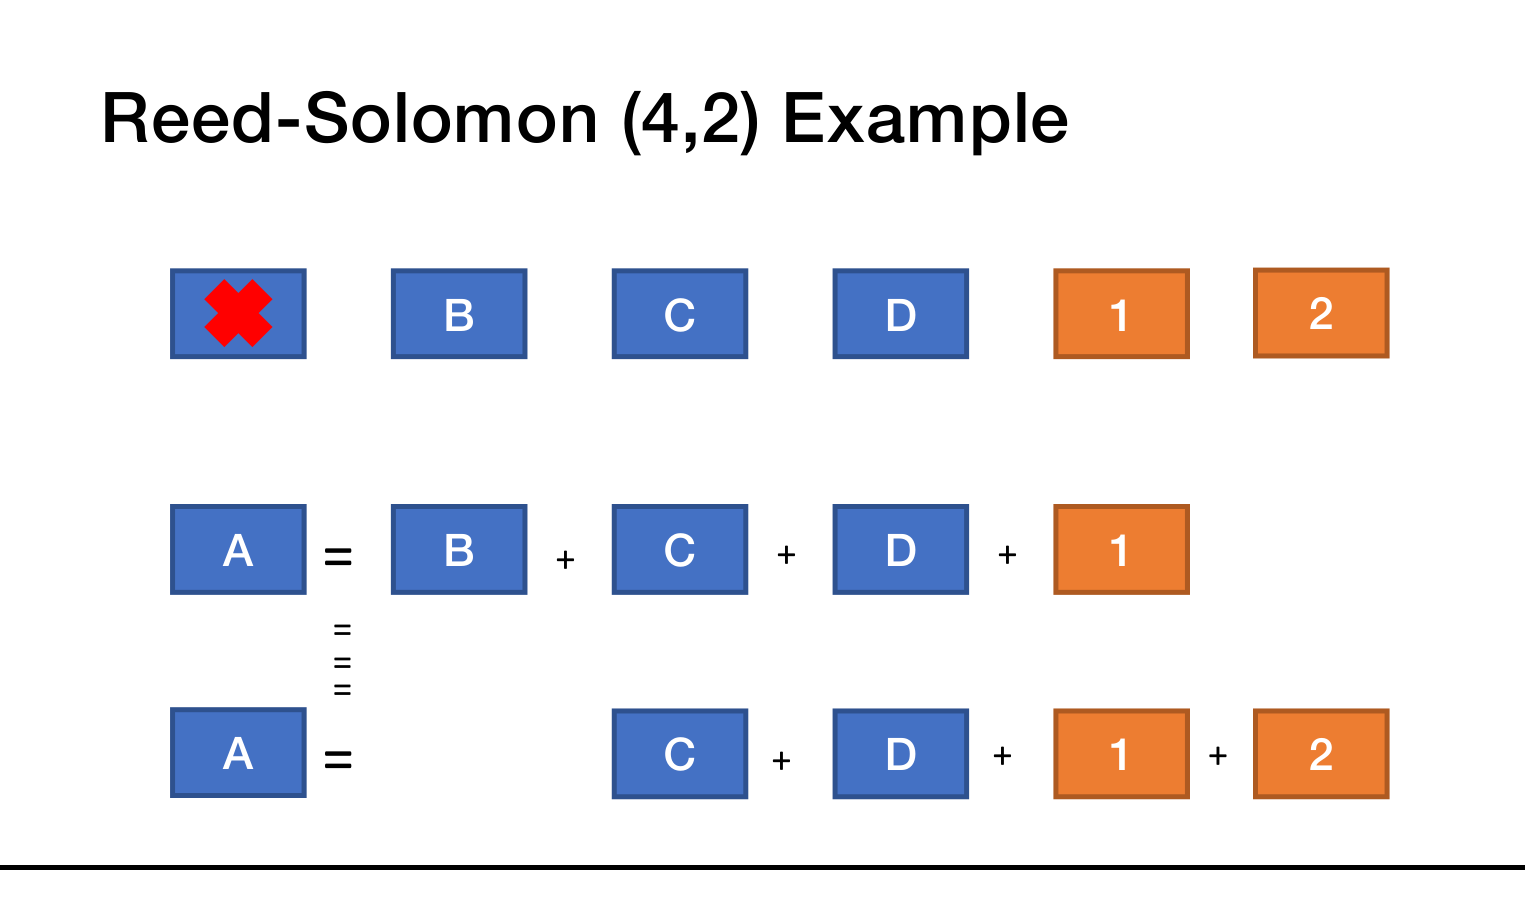 Reed-Solomon (4,2) Example
B C D 1 2
A = B + C + D + 1
=
=
=
A = C + D + 1 + 2